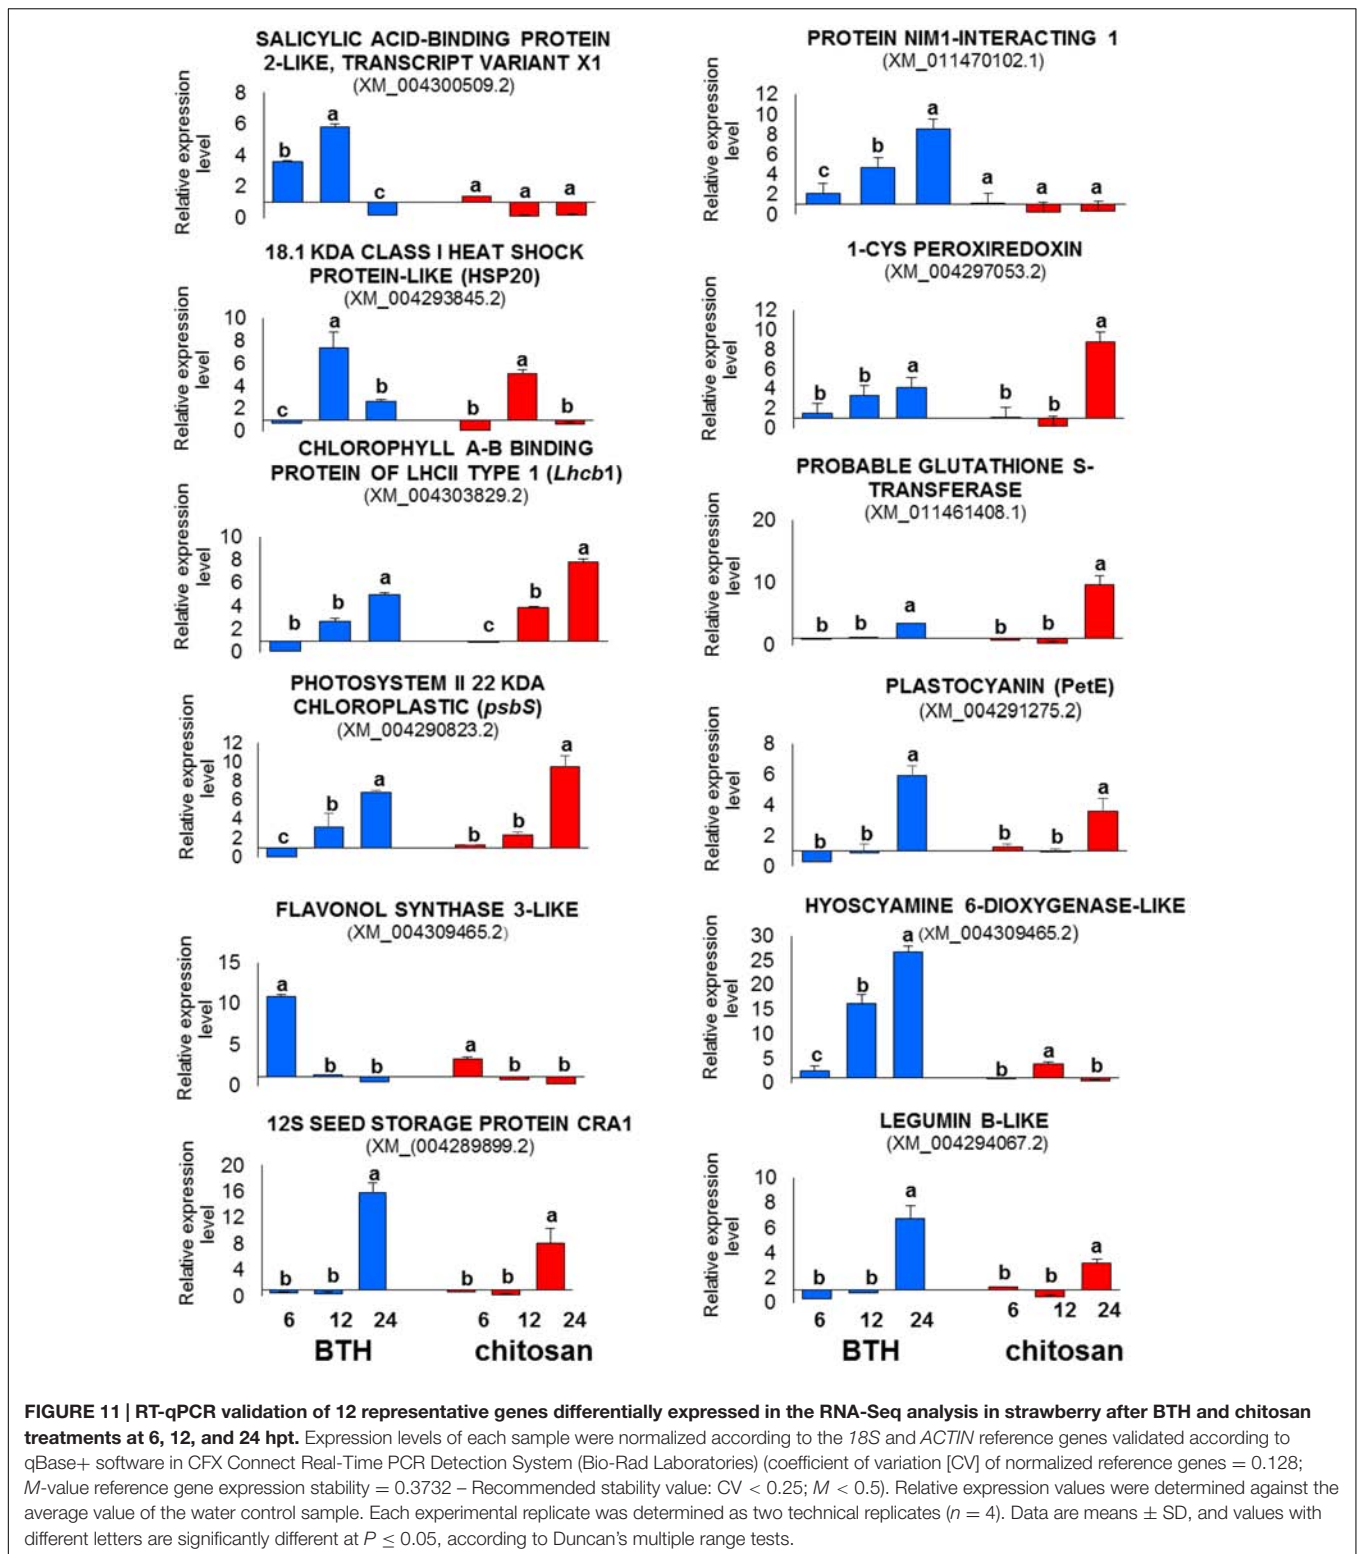 SALICYLIC ACID-BINDING PROTEIN
2-LIKE, TRANSCRIPT VARIANT X1
(XM_004300509.2)
Relative expression
level
8
6
4
2
0
b
a
c
a
a
a
PROTEIN NIM1-INTERACTING 1
(XM_011470102.1)
Relative expression
level
12
10
8
6
4
2
0
c
b
a
a
a
a
18.1 KDA CLASS I HEAT SHOCK
PROTEIN-LIKE (HSP20)
(XM_004293845.2)
Relative expression
level
10
8
6
4
2
0
c
a
b
b
a
b
1-CYS PEROXIREDOXIN
(XM_004297053.2)
Relative expression
level
12
10
8
6
4
2
0
b
b
a
b
b
a
CHLOROPHYLL A-B BINDING
PROTEIN OF LHCII TYPE 1 (Lhcb1)
(XM_004303829.2)
Relative expression
level
10
8
6
4
2
0
b
b
a
c
b
a
PROBABLE GLUTATHIONE S-
TRANSFERASE
(XM_011461408.1)
Relative expression
level
20
10
0
b
b
a
b
b
a
PHOTOSYSTEM II 22 KDA
CHLOROPLASTIC (psbS)
(XM_004290823.2)
Relative expression
level
12
10
8
6
4
2
0
c
b
a
b
b
a
PLASTOCYANIN (PetE)
(XM_004291275.2)
Relative expression
level
8
6
4
2
0
b
b
a
b
b
a
FLAVONOL SYNTHASE 3-LIKE
(XM_004309465.2)
Relative expression
level
15
10
5
0
a
b
b
a
b
b
HYOSCYAMINE 6-DIOXYGENASE-LIKE
(XM_004309465.2)
Relative expression
level
30
25
20
15
10
5
0
c
b
a
b
a
b
12S SEED STORAGE PROTEIN CRA1
(XM_(004289899.2)
Relative expression
level
20
16
12
8
4
0
b
b
a
b
b
a
6 12 24 6 12 24
BTH chitosan
LEGUMIN B-LIKE
(XM_004294067.2)
Relative expression
level
10
8
6
4
2
0
b
b
a
b
b
a
6 12 24 6 12 24
BTH chitosan
FIGURE 11 | RT-qPCR validation of 12 representative genes differentially expressed in the RNA-Seq analysis in strawberry after BTH and chitosan
treatments at 6, 12, and 24 hpt. Expression levels of each sample were normalized according to the 18S and ACTIN reference genes validated according to
qBase+ software in CFX Connect Real-Time PCR Detection System (Bio-Rad Laboratories) (coefficient of variation [CV] of normalized reference genes = 0.128;
M-value reference gene expression stability = 0.3732 – Recommended stability value: CV < 0.25; M < 0.5). Relative expression values were determined against the
average value of the water control sample. Each experimental replicate was determined as two technical replicates (n = 4). Data are means ± SD, and values with
different letters are significantly different at P ≤ 0.05, according to Duncan's multiple range tests.